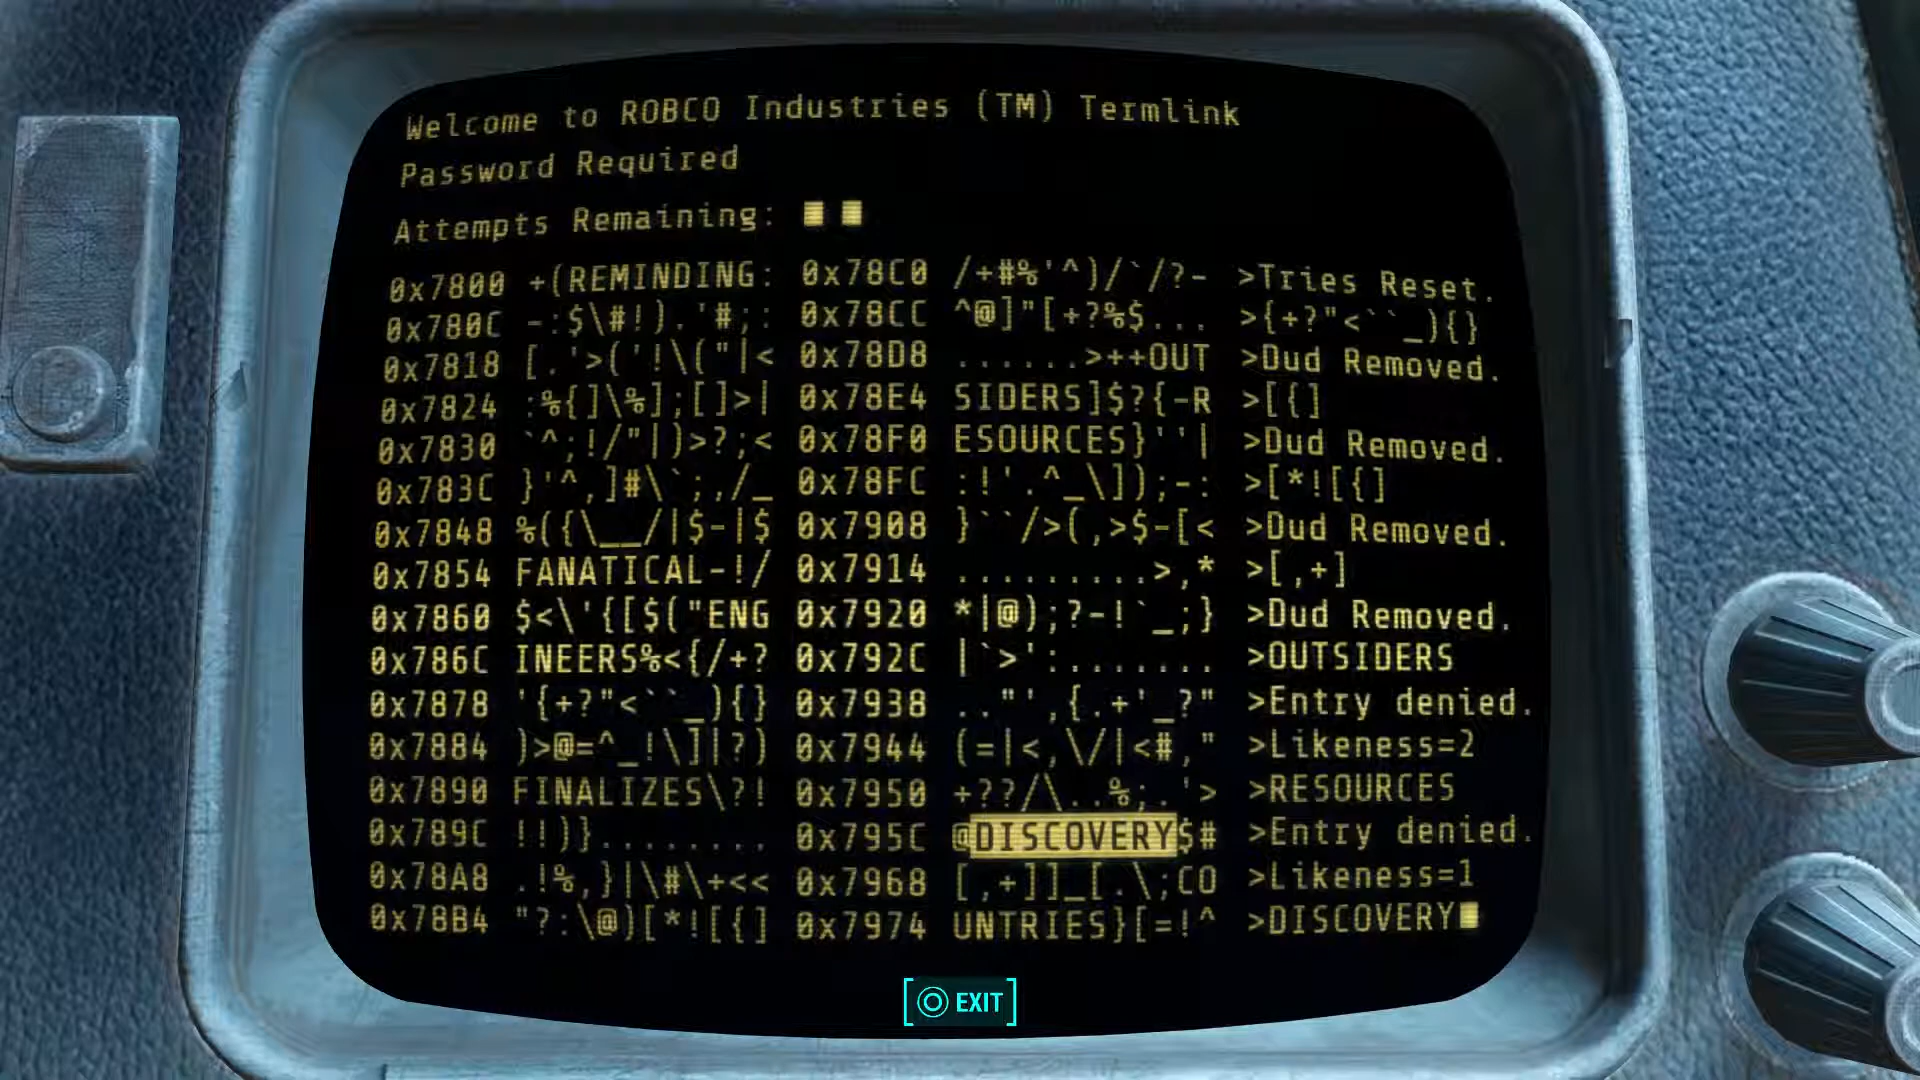 Welcome to ROBCO Industries (TM) Termlink
Password Required
Attempts Remaining: ■ ■
0x7800 +(REMINDING: 0x78C0 /+#%'^)/`/?- >Tries Reset.
0x780C -:$\#!).'#;: 0x78CC ^@]"[+?%$... >{+?"<``_){}
0x7818 [.'>('!\("|< 0x78D8 ......>++OUT >Dud Removed.
0x7824 :%{]\%];[]>| 0x78E4 SIDERS]$?{-R >[{]
0x7830 `^;!/"|)>?;< 0x78F0 ESOURCES}''| >Dud Removed.
0x783C }'^,]#\`;,/_ 0x78FC :!'.^_\]);-: >[*![{]
0x7848 %({\__/|$-|$ 0x7908 }``/>(,>$-[< >Dud Removed.
0x7854 FANATICAL-!/ 0x7914 .........>,* >[,+]
0x7860 $<\'{[$("ENG 0x7920 *|@);?-!`_;} >Dud Removed.
0x786C INEERS%<{/+? 0x792C |`>':....... >OUTSIDERS
0x7878 '{+?"<``_){} 0x7938 .."',{.+'_?" >Entry denied.
0x7884 )>@=^_!\]|?) 0x7944 (=|<,\/|<#," >Likeness=2
0x7890 FINALIZES\?! 0x7950 +??/\..%;.'> >RESOURCES
0x789C !!)}........ 0x795C @DISCOVERY$# >Entry denied.
0x78A8 .!%,}|\#\+<< 0x7968 [,+]]_[.\;CO >Likeness=1
0x78B4 "?:\@)[*![{] 0x7974 UNTRIES}[=!^ >DISCOVERY■
EXIT